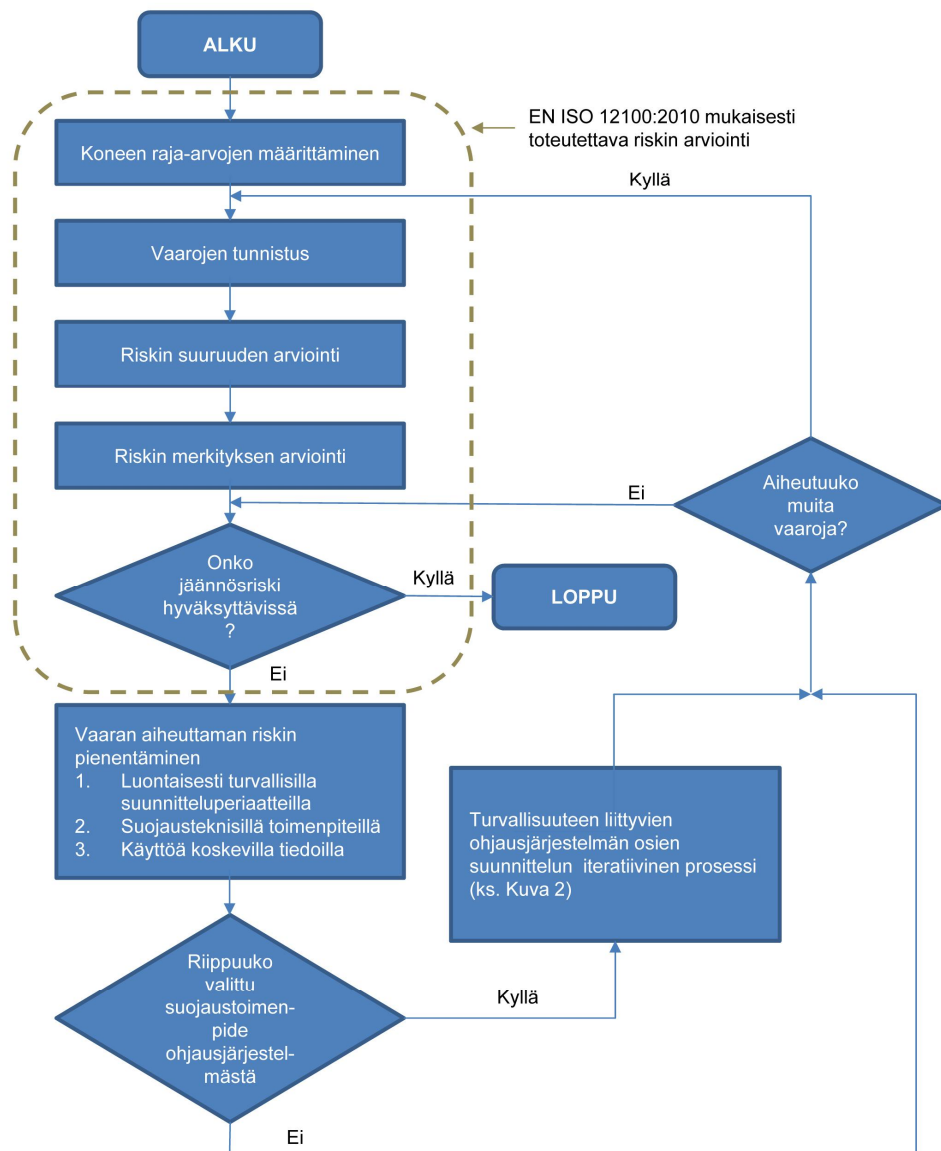 ALKU
EN ISO 12100:2010 mukaisesti
toteutettava riskin arviointi
Koneen raja-arvojen määrittäminen
Kyllä
Vaarojen tunnistus
Riskin suuruuden arviointi
Riskin merkityksen arviointi
Ei
Aiheutuuko
muita
vaaroja?
Onko
jäännösriski
hyväksyttävissä
?
Kyllä
LOPPU
Ei
Vaaran aiheuttaman riskin
pienentäminen
1. Luontaisesti turvallisilla
suunnitteluperiaatteilla
2. Suojausteknisillä toimenpiteillä
3. Käyttöä koskevilla tiedoilla
Turvallisuuteen liittyvien
ohjausjärjestelmän osien
suunnittelun iteratiivinen prosessi
(ks. Kuva 2)
Riippuuko
valittu
suojaustoimen-
pide
ohjausjärjestel-
mästä
Kyllä
Ei